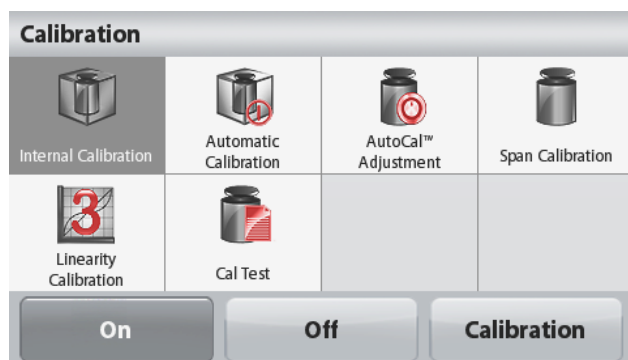 Calibration
Internal Calibration
Automatic
Calibration
AutoCal™
Adjustment
Span Calibration
3
Linearity
Calibration
Cal Test
On
Off
Calibration